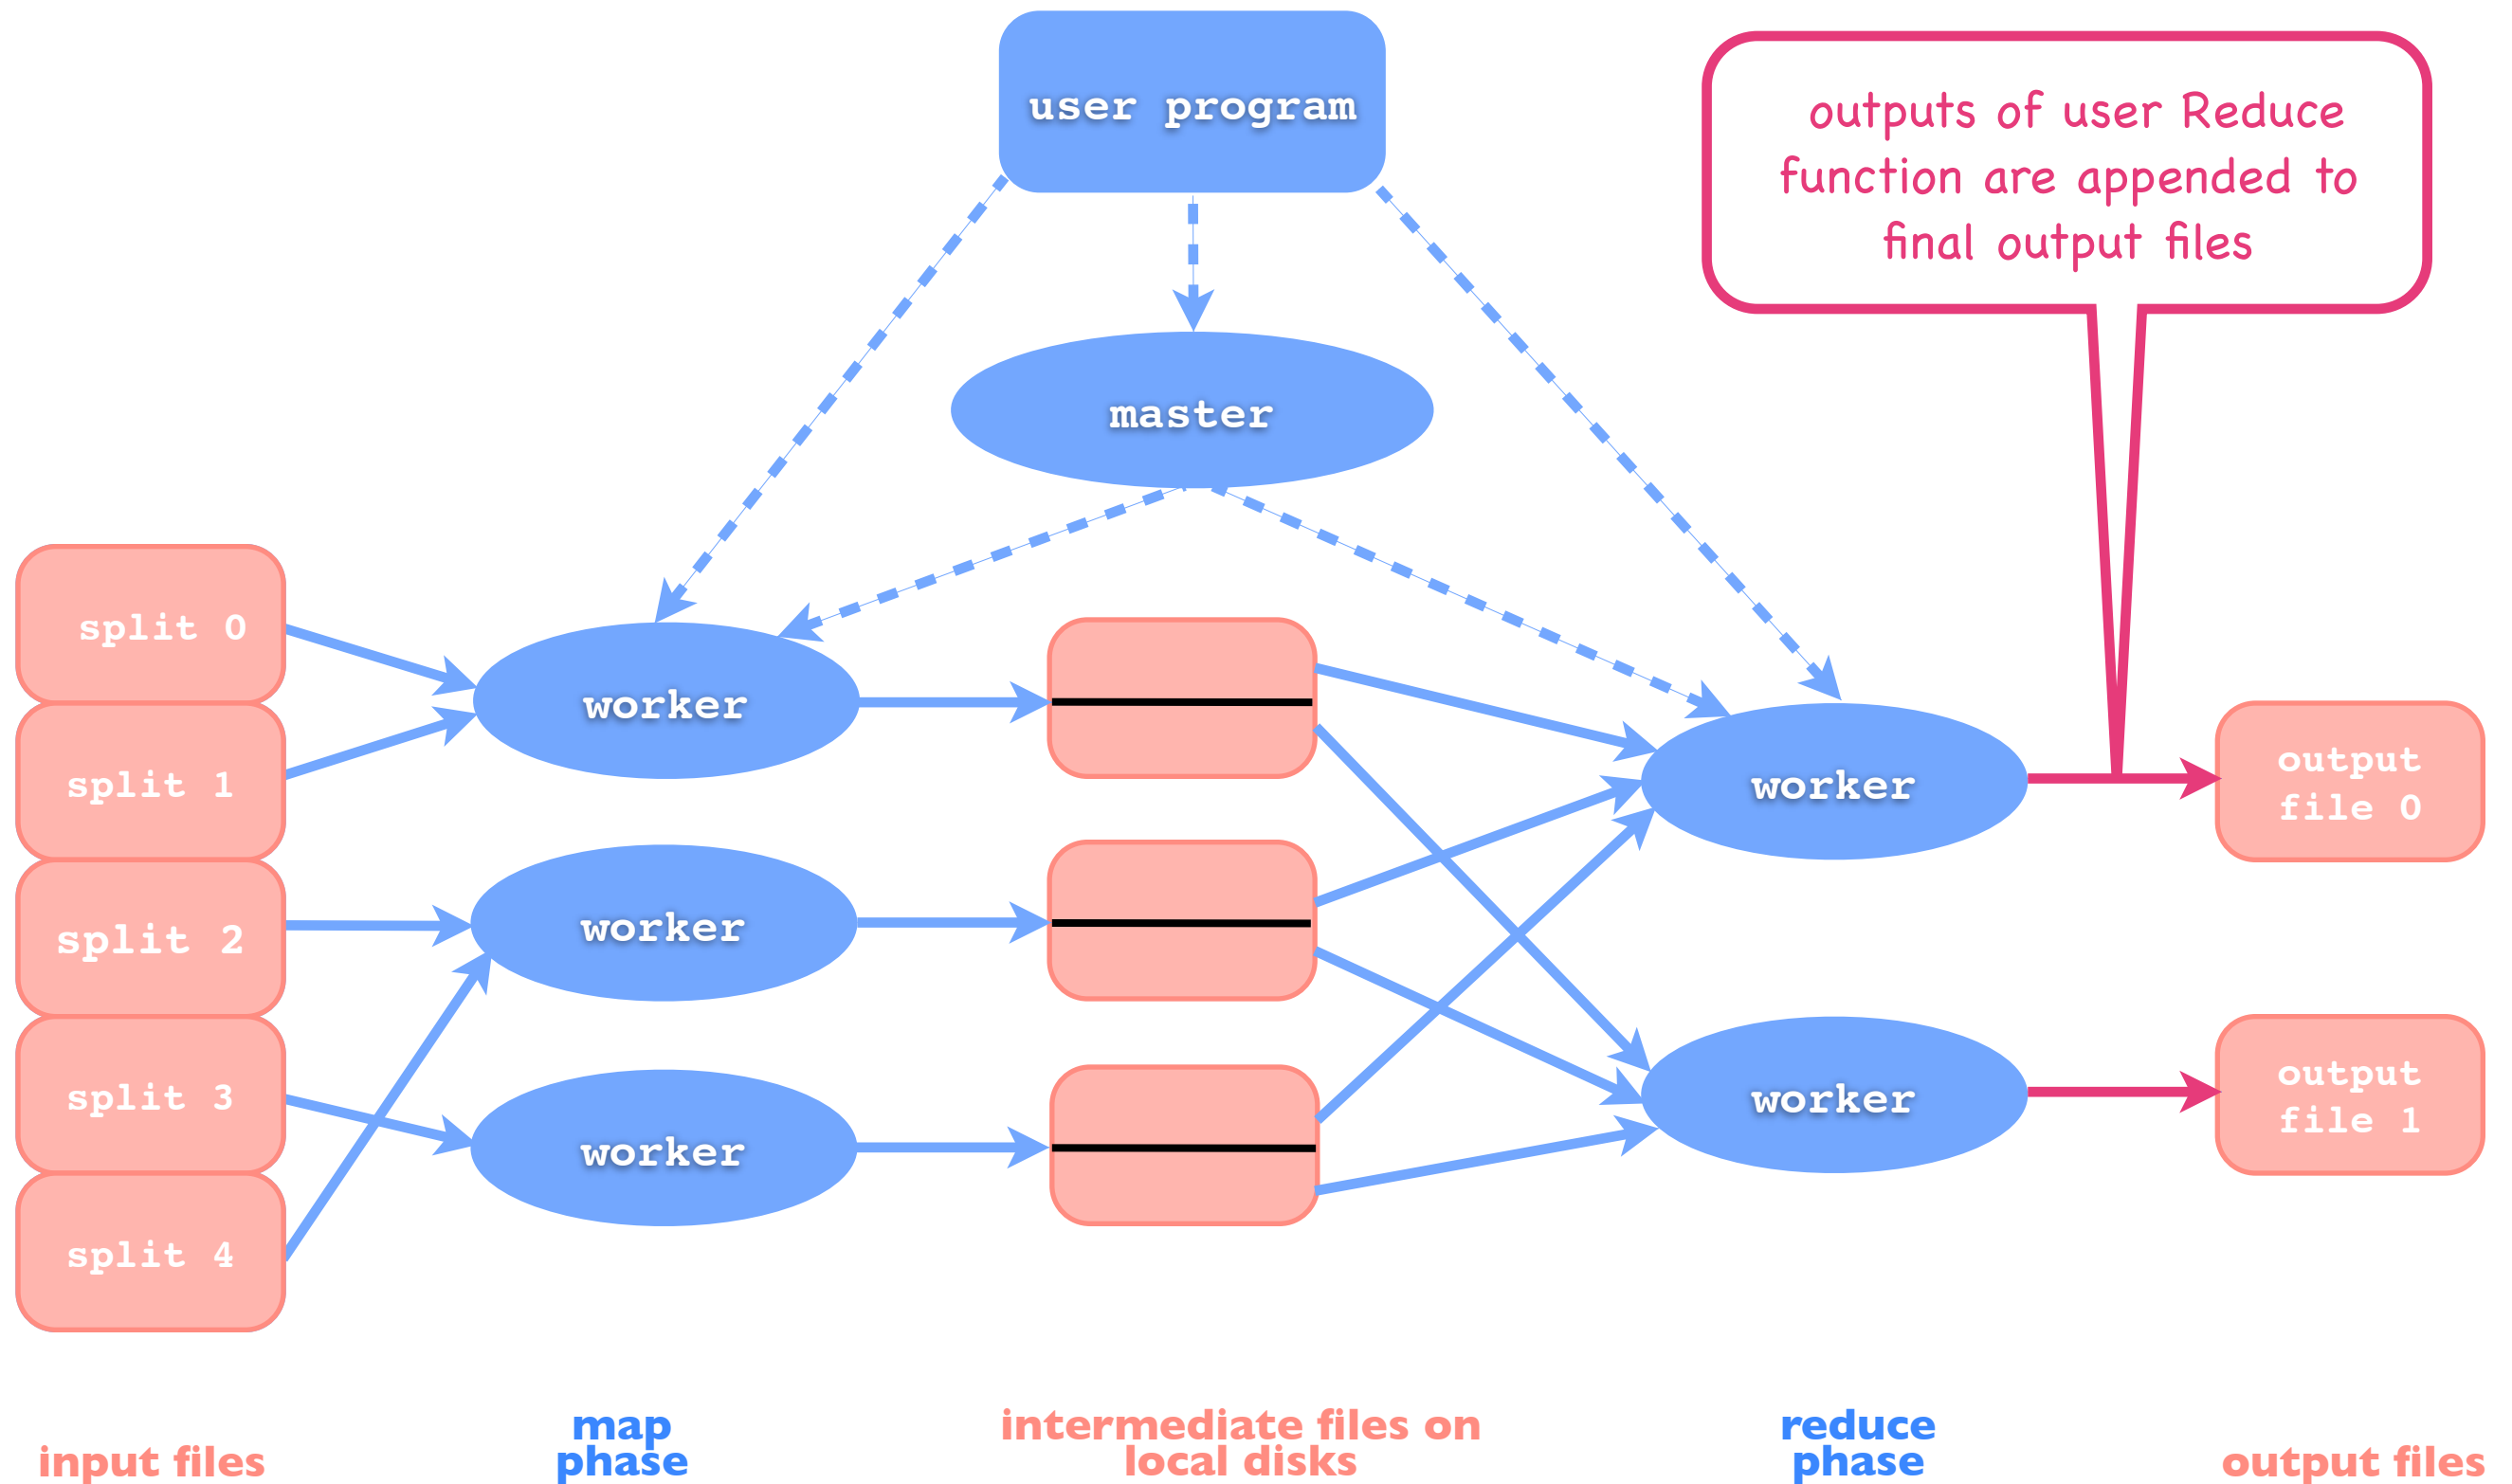 user program
outputs of user Reduce
function are appended to
final output files
master
split 0
split 1
split 2
split 3
split 4
worker
worker
worker
worker
worker
output
file 0
output
file 1
input files
map
phase
intermediate files on
local disks
reduce
phase
output files